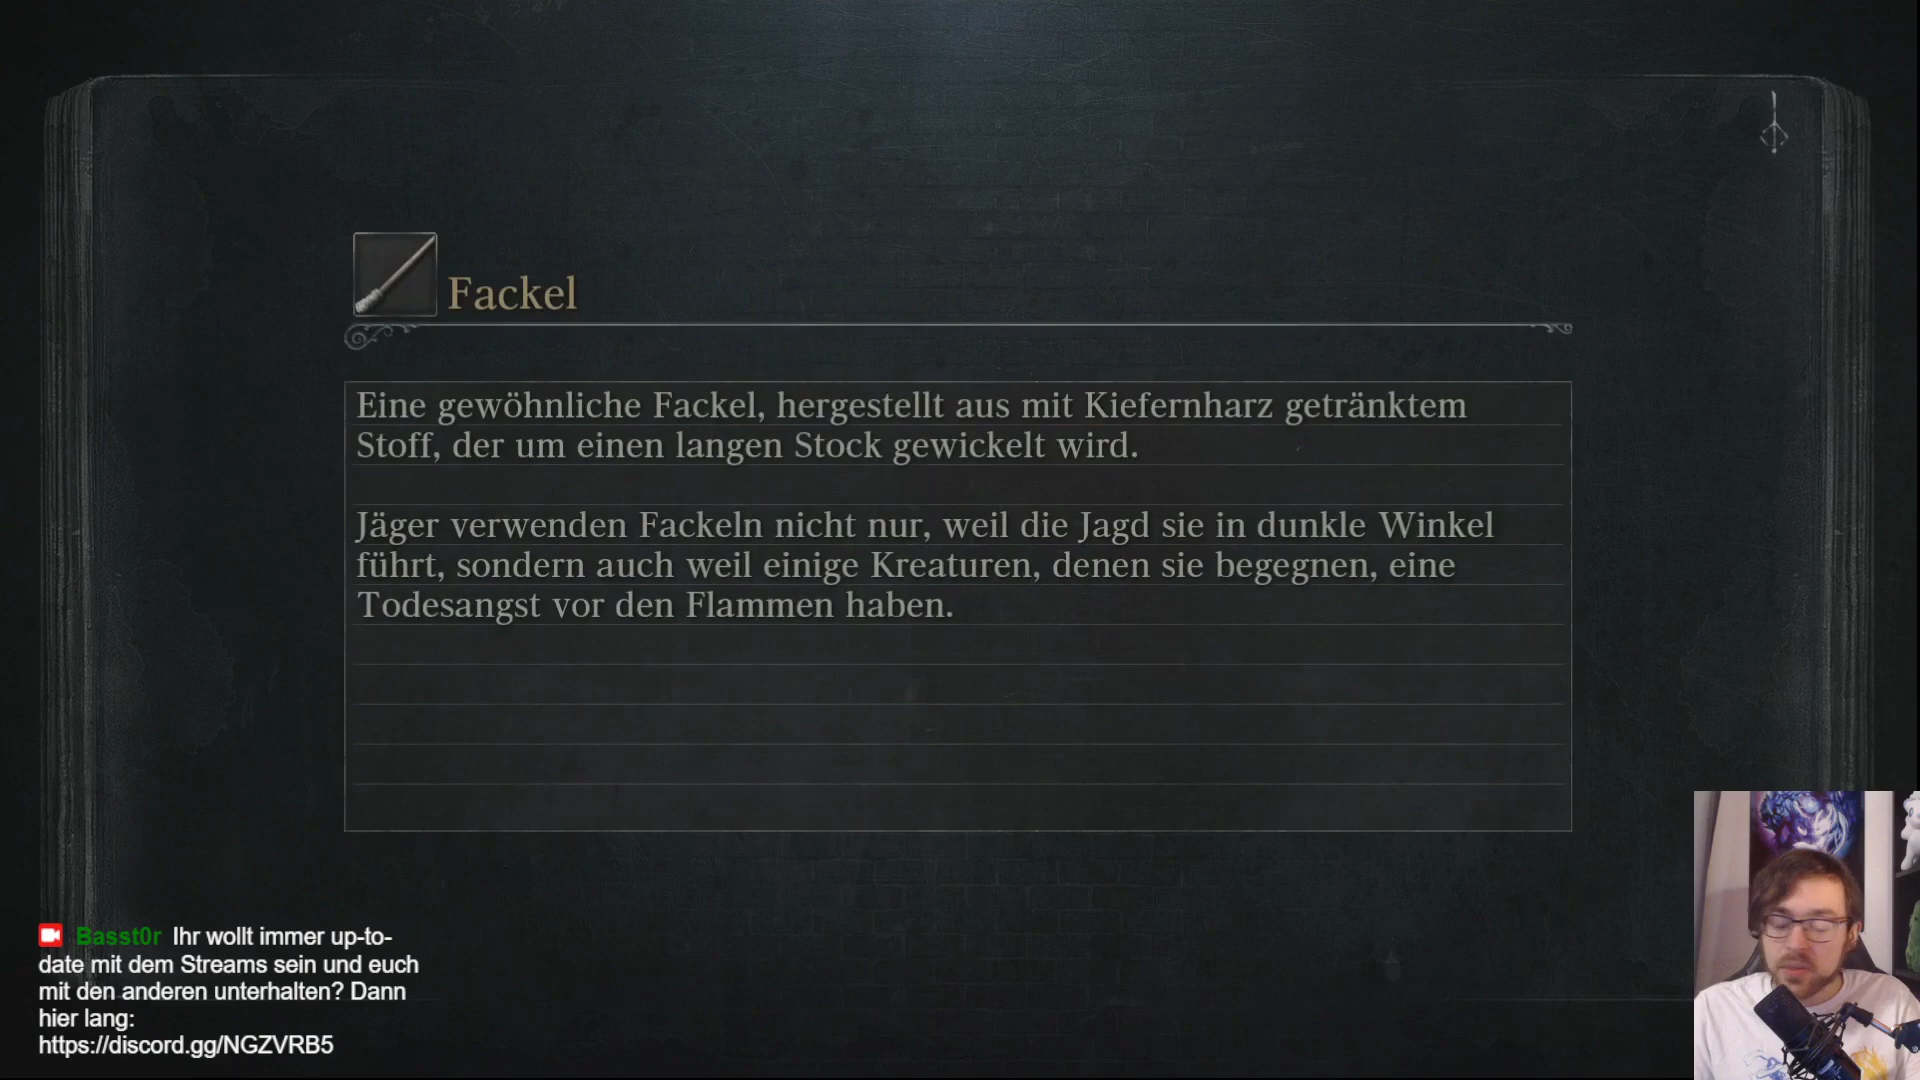 Fackel
Eine gewöhnliche Fackel, hergestellt aus mit Kiefernharz getränktem
Stoff, der um einen langen Stock gewickelt wird.
Jäger verwenden Fackeln nicht nur, weil die Jagd sie in dunkle Winkel
führt, sondern auch weil einige Kreaturen, denen sie begegnen, eine
Todesangst vor den Flammen haben.
Basst0r Ihr wollt immer up-to-
date mit dem Streams sein und euch
mit den anderen unterhalten? Dann
hier lang:
https://discord.gg/NGZVRB5